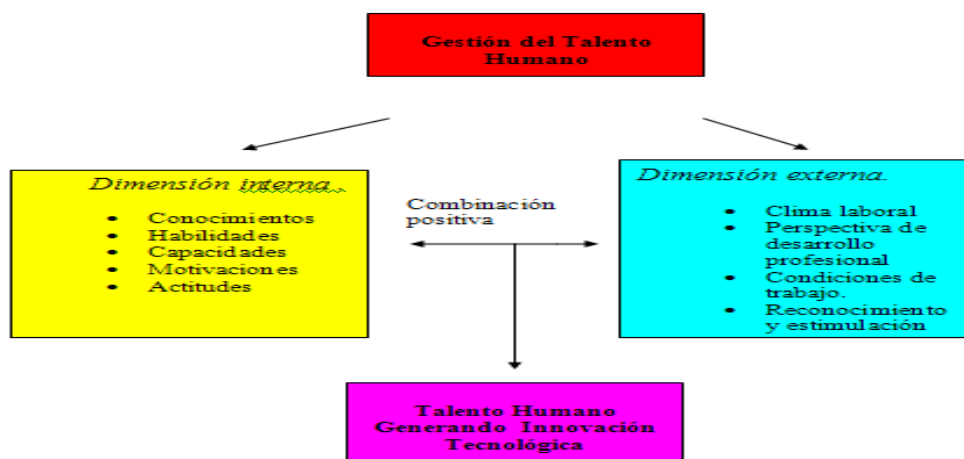 Gestión del Talento
Humano
Dimensión interna.
• Conocimientos
• Habilidades
• Capacidades
• Motivaciones
• Actitudes
Combinación
positiva
Dimensión externa.
• Clima laboral
• Perspectiva de
desarrollo
profesional
• Condiciones de
trabajo.
• Reconocimiento
y estimulación
Talento Humano
Generando Innovación
Tecnológica